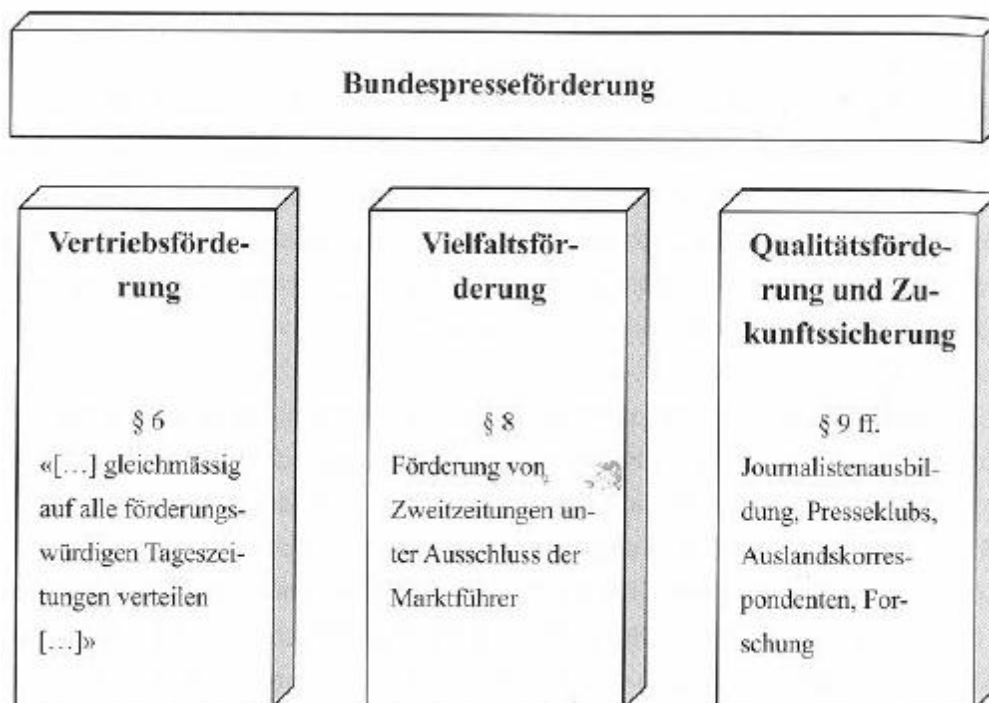 Bundespresseförderung
Vertriebsförde-
rung
§ 6
«[…] gleichmässig
auf alle förderungs-
würdigen Tageszei-
tungen verteilen
[…]»
Vielfaltsför-
derung
§ 8
Förderung von
Zweitzeitungen un-
ter Ausschluss der
Marktführer
Qualitätsförde-
rung und Zu-
kunftssicherung
§ 9 ff.
Journalistenausbil-
dung, Presseklubs,
Auslandskorres-
pondenten, For-
schung